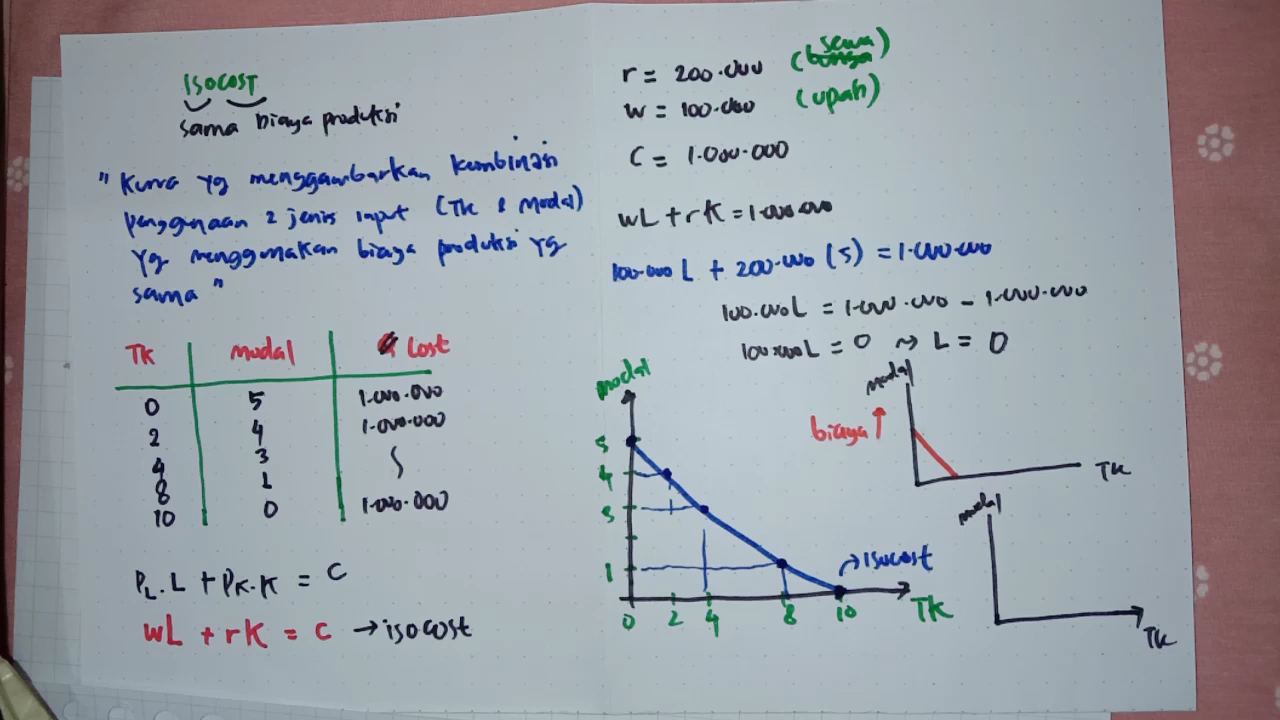 ISOCOST
sama biaya produksi
" Kurva yg menggambarkan kombinasi
penggunaan 2 jenis input (TK & Modal)
yg menggunakan biaya produksi yg
sama "
TK modal Cost
0 5 1.000.000
2 4 1.000.000
4 3
8 1
10 0 1.000.000
PL.L + PK.K = C
wL + rK = C → isocost
r = 200.000 (sewa)
w = 100.000 (upah)
C = 1.000.000
wL + rK = 1.000.000
100.000 L + 200.000 (5) = 1.000.000
100.000L = 1.000.000 - 1.000.000
100.000L = 0 ~> L = 0
modal
5
4
3
1
0 2 4 8 10 TK
isocost
modal
biaya ↑
TK
modal
TK